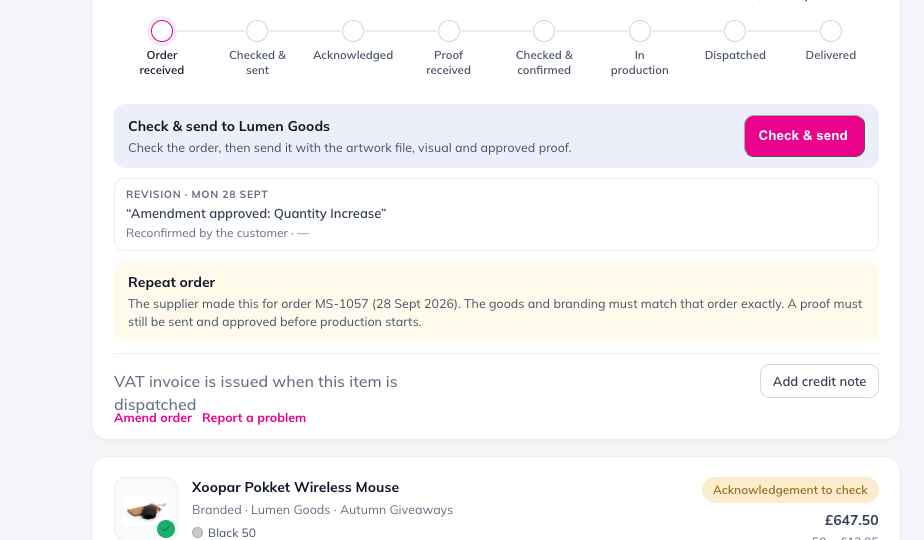 Order received
Checked & sent
Acknowledged
Proof received
Checked & confirmed
In production
Dispatched
Delivered
Check & send to Lumen Goods
Check the order, then send it with the artwork file, visual and approved proof.
Check & send
REVISION · MON 28 SEPT
“Amendment approved: Quantity Increase”
Reconfirmed by the customer · —
Repeat order
The supplier made this for order MS-1057 (28 Sept 2026). The goods and branding must match that order exactly. A proof must
still be sent and approved before production starts.
VAT invoice is issued when this item is
dispatched
Add credit note
Amend order Report a problem
Xoopar Pokket Wireless Mouse
Acknowledgement to check
Branded · Lumen Goods · Autumn Giveaways
£647.50
Black 50